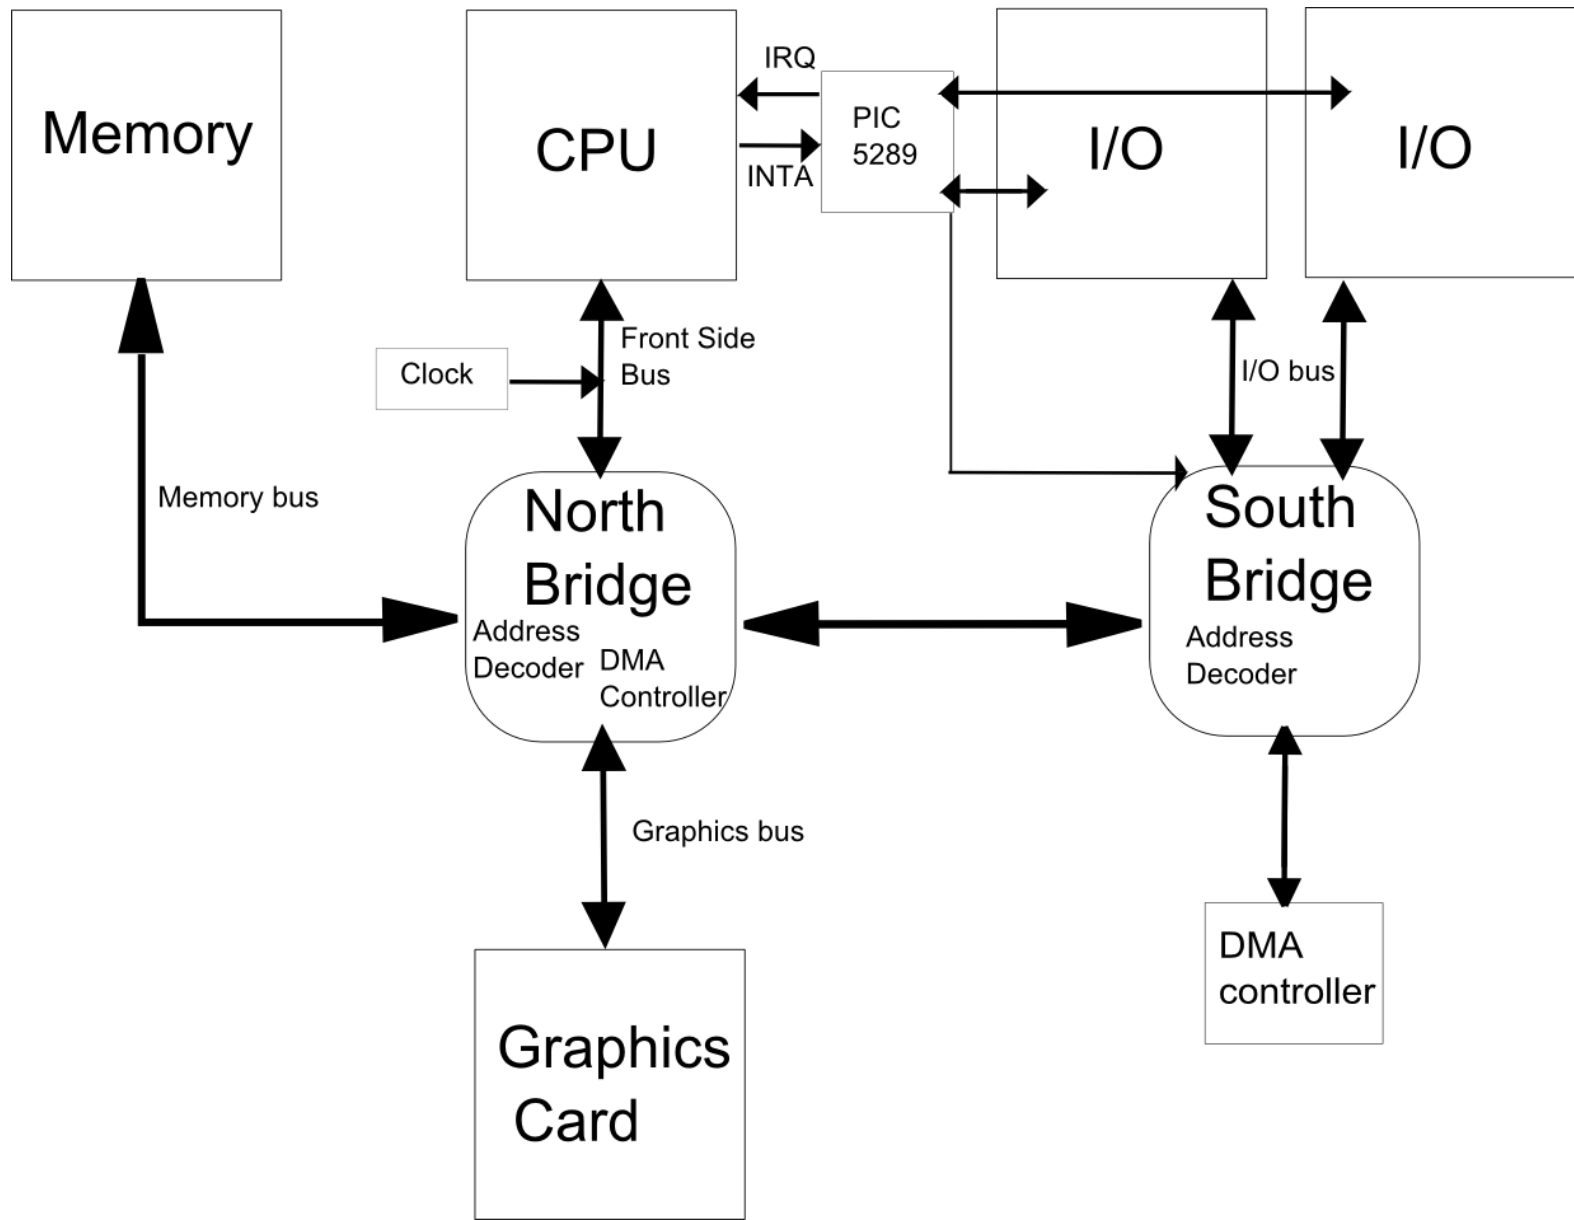 Memory
CPU
IRQ
INTA
PIC
5289
I/O
I/O
Clock
Front Side
Bus
I/O bus
Memory bus
North
Bridge
Address
Decoder
DMA
Controller
South
Bridge
Address
Decoder
Graphics bus
DMA
controller
Graphics
Card